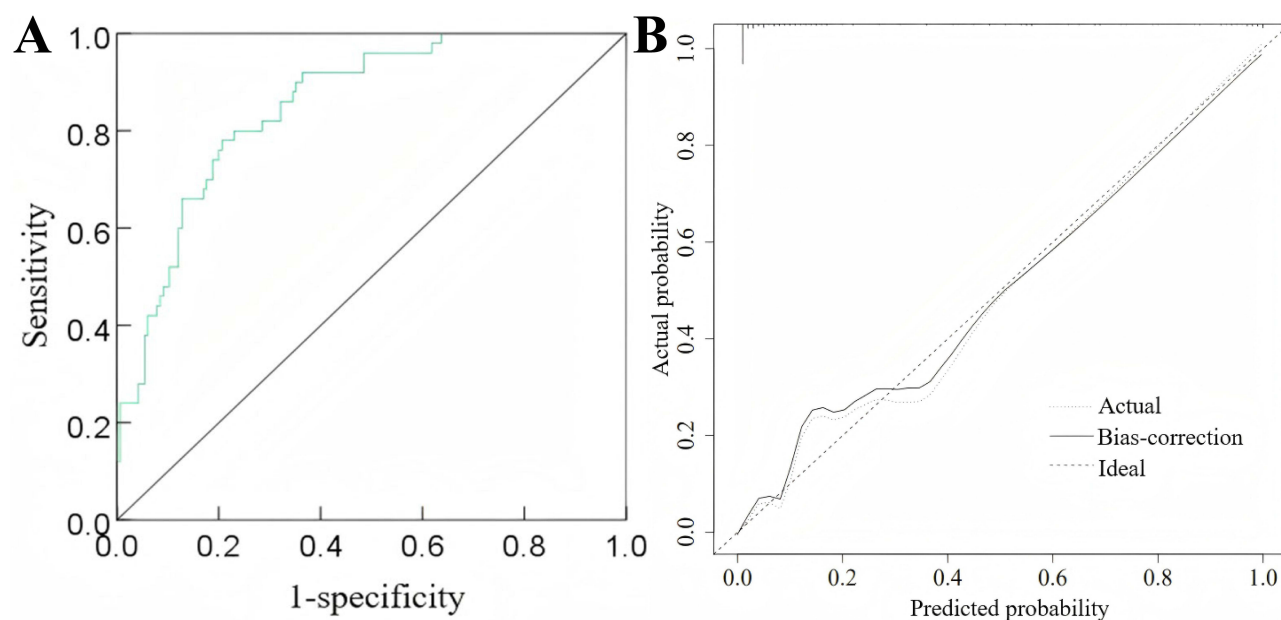 A
1.0
0.8
0.6
0.4
0.2
0.0
Sensitivity
0.0 0.2 0.4 0.6 0.8 1.0
1-specificity
B
1.0
0.8
0.6
0.4
0.2
0.0
Actual probability
Actual
Bias-correction
Ideal
0.0 0.2 0.4 0.6 0.8 1.0
Predicted probability